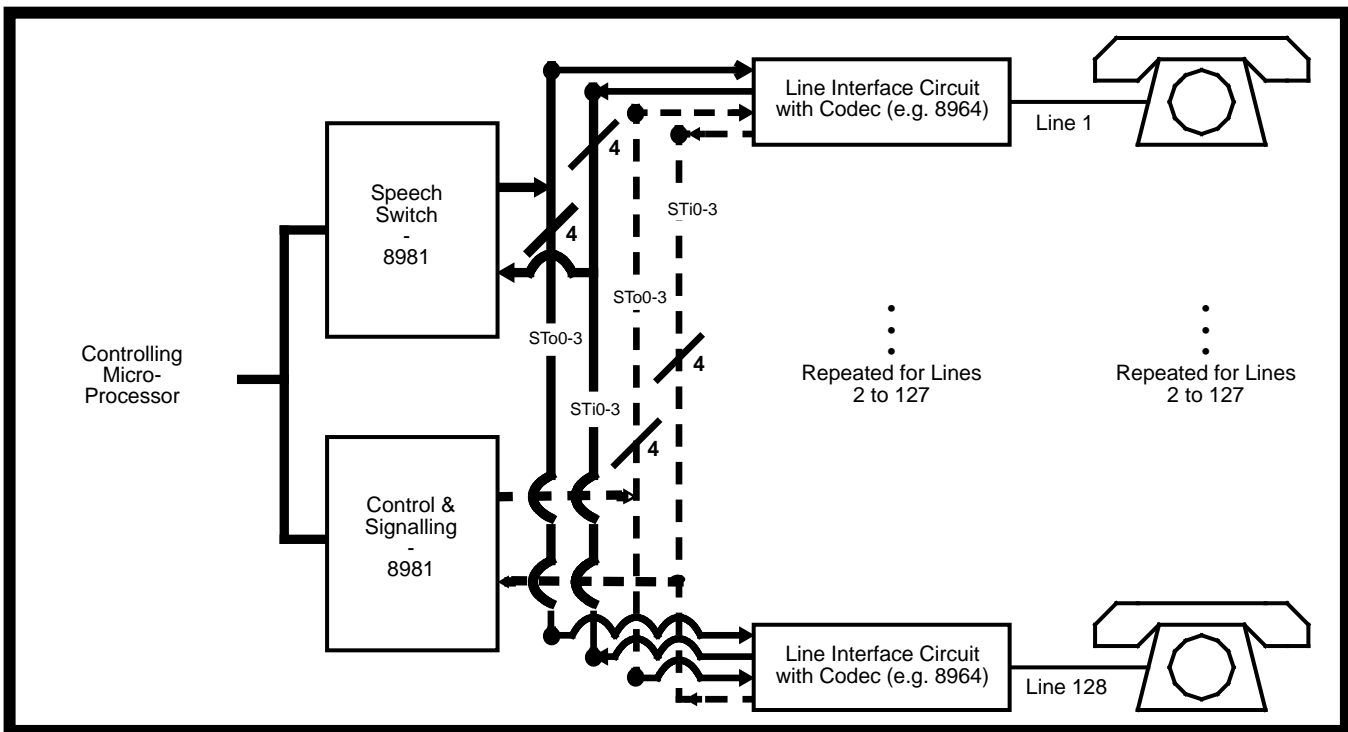 Line Interface Circuit
with Codec (e.g. 8964)
Line 1
4
Speech
Switch
-
8981
STi0-3
4
STo0-3
STo0-3
Controlling
Micro-
Processor
4
Repeated for Lines
2 to 127
Repeated for Lines
2 to 127
STi0-3
4
Control &
Signalling
-
8981
Line Interface Circuit
with Codec (e.g. 8964)
Line 128